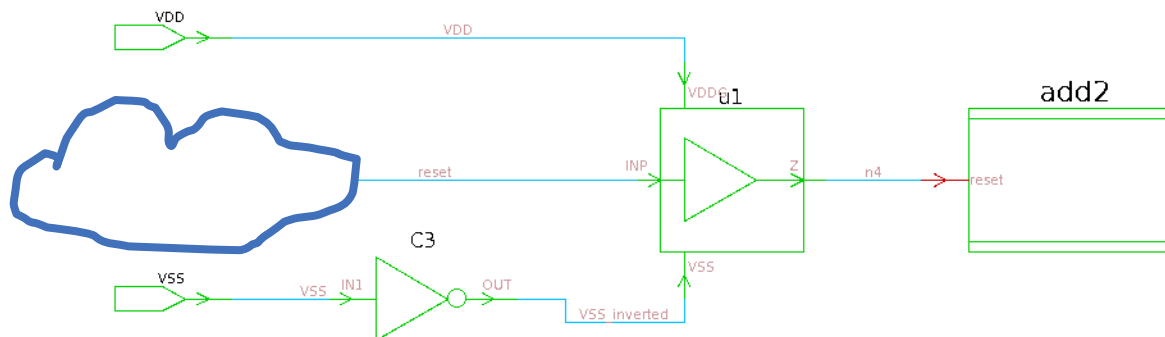 VDD
VDD
VDDG
u1
add2
reset
INP
Z
n4
reset
C3
VSS
VSS
IN1
OUT
VSS
VSS_inverted